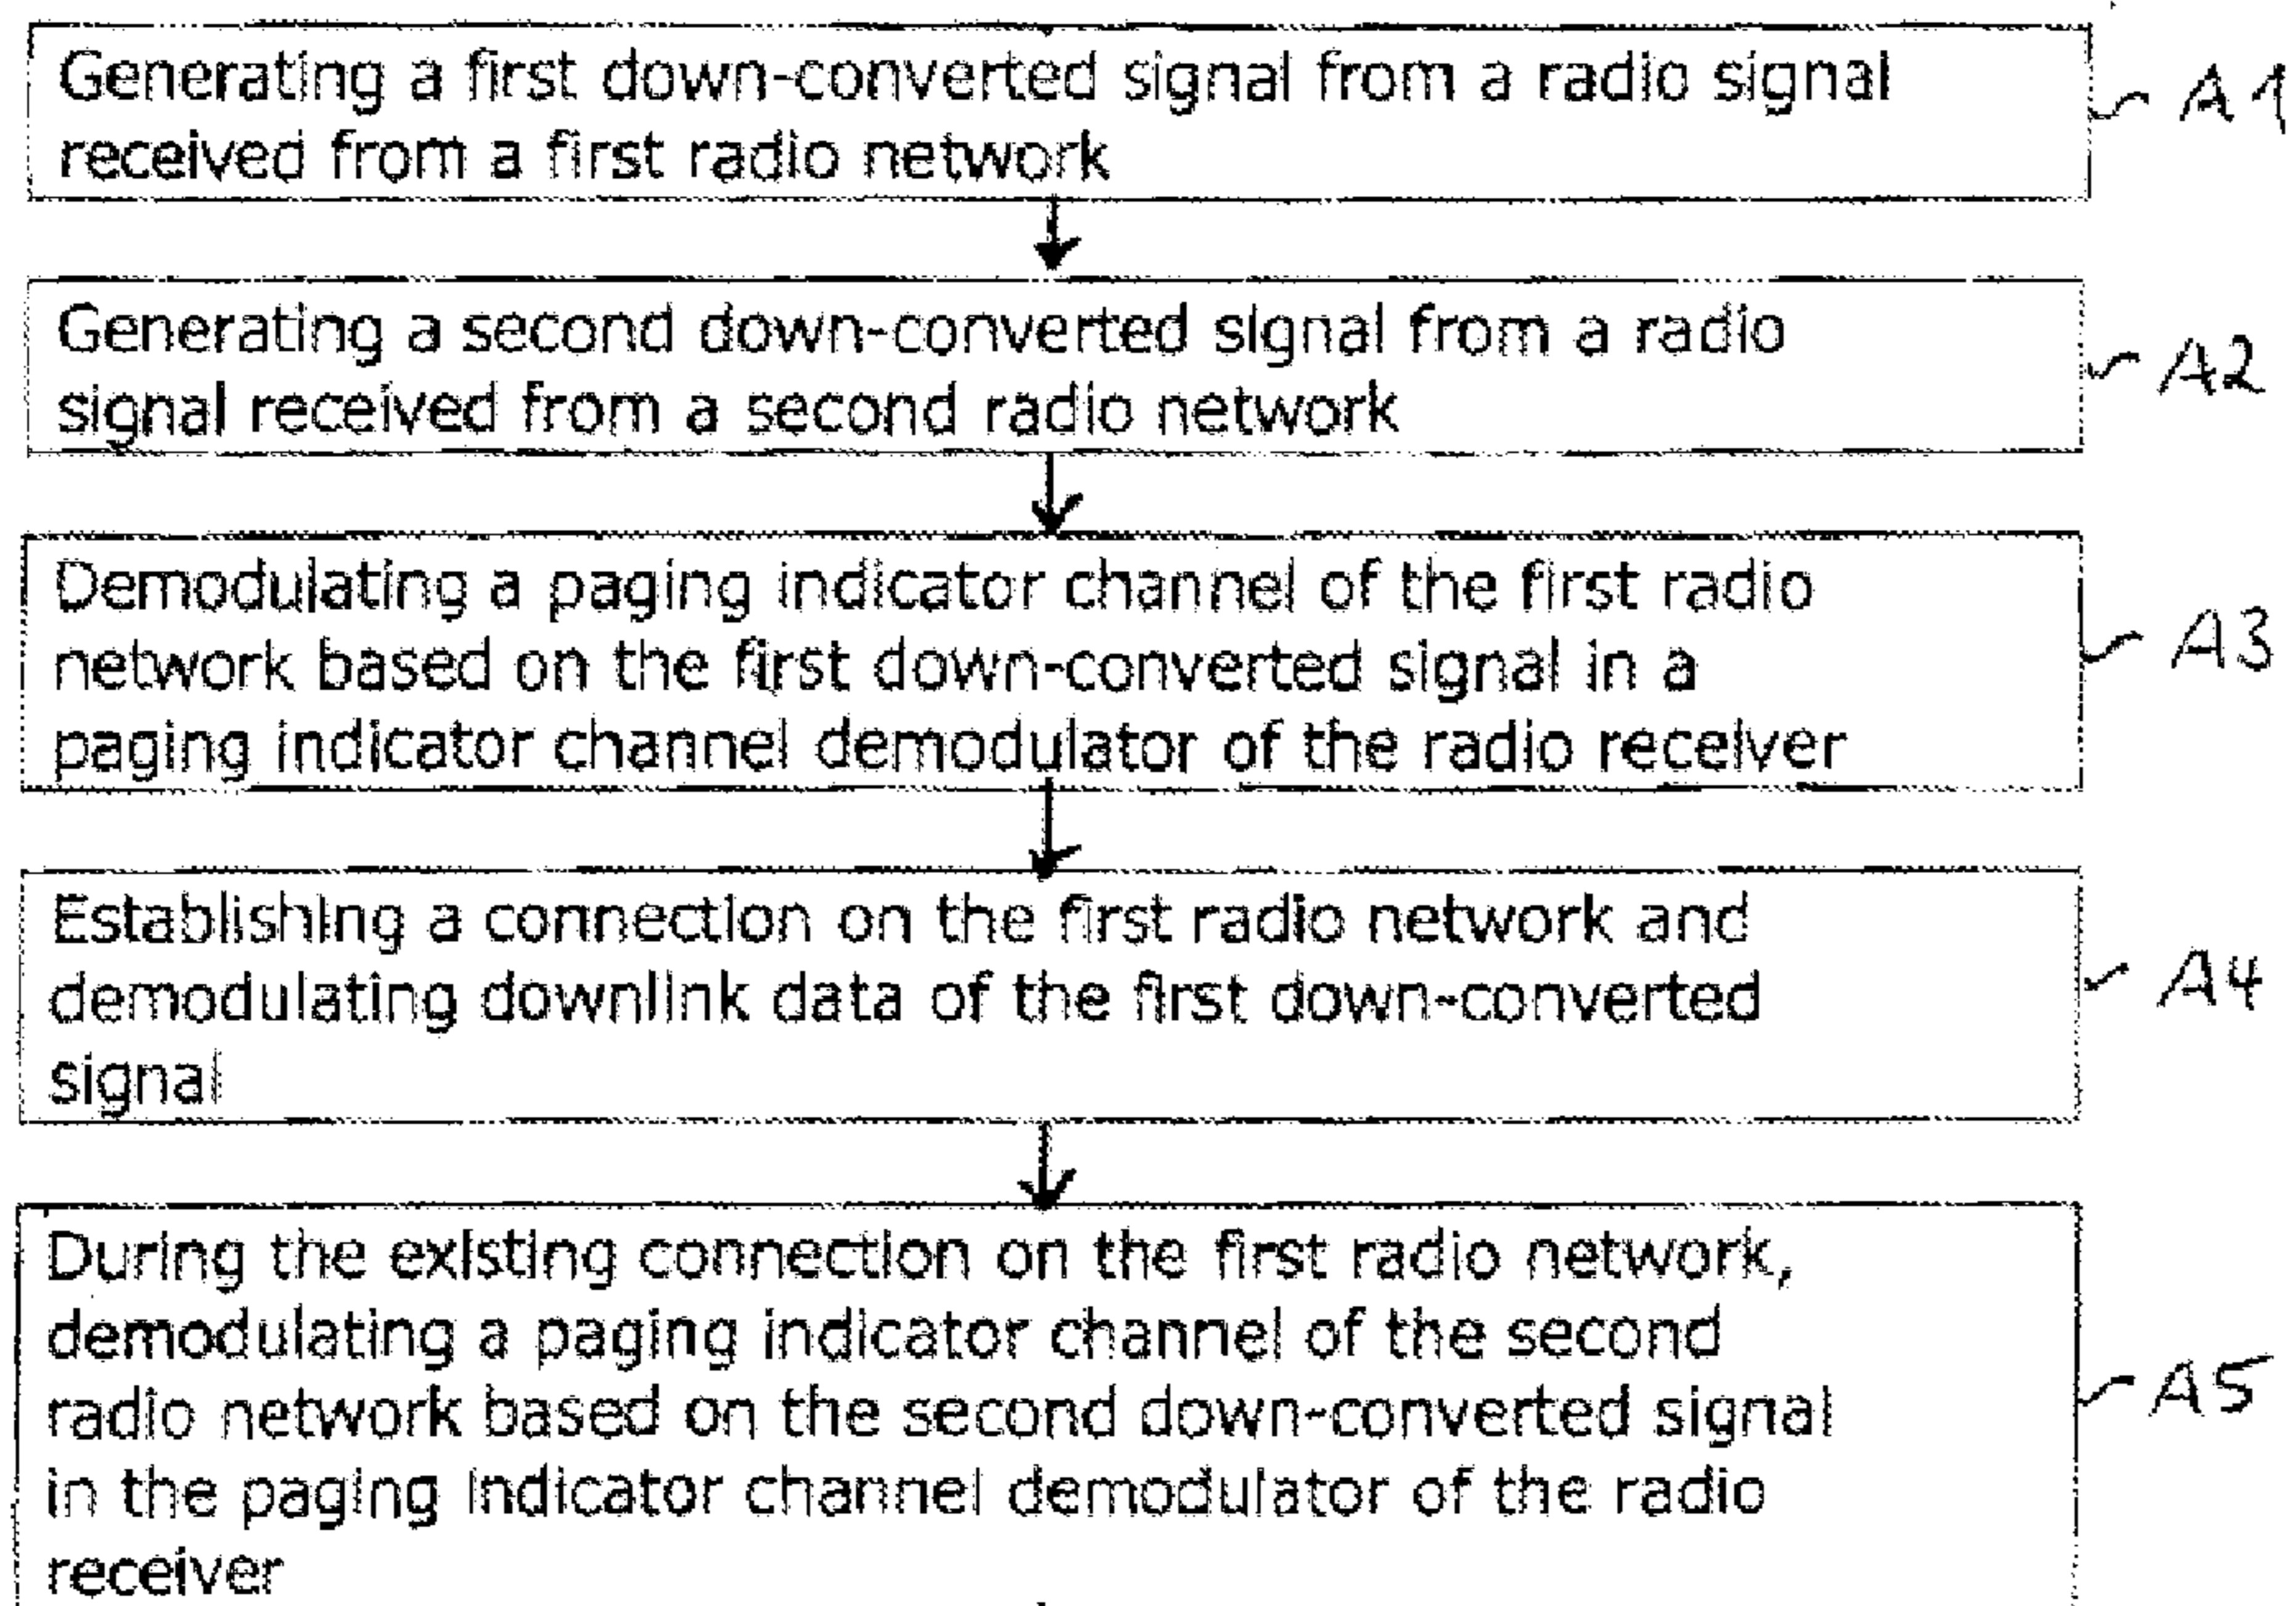 Generating a first down-converted signal from a radio signal
received from a first radio network
A1
Generating a second down-converted signal from a radio
signal received from a second radio network
A2
Demodulating a paging indicator channel of the first radio
network based on the first down-converted signal in a
paging indicator channel demodulator of the radio receiver
A3
Establishing a connection on the first radio network and
demodulating downlink data of the first down-converted
signal
A4
During the existing connection on the first radio network,
demodulating a paging indicator channel of the second
radio network based on the second down-converted signal
in the paging indicator channel demodulator of the radio
receiver
A5